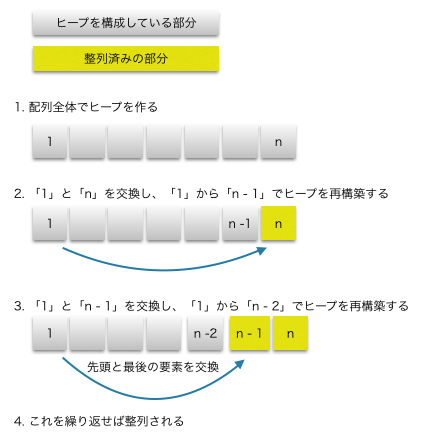 ヒープを構成している部分
整列済みの部分
1. 配列全体でヒープを作る
1 n
2. 「1」と「n」を交換し、「1」から「n - 1」でヒープを再構築する
1 n -1 n
3. 「1」と「n - 1」を交換し、「1」から「n - 2」でヒープを再構築する
1 n -2 n - 1 n
先頭と最後の要素を交換
4. これを繰り返せば整列される